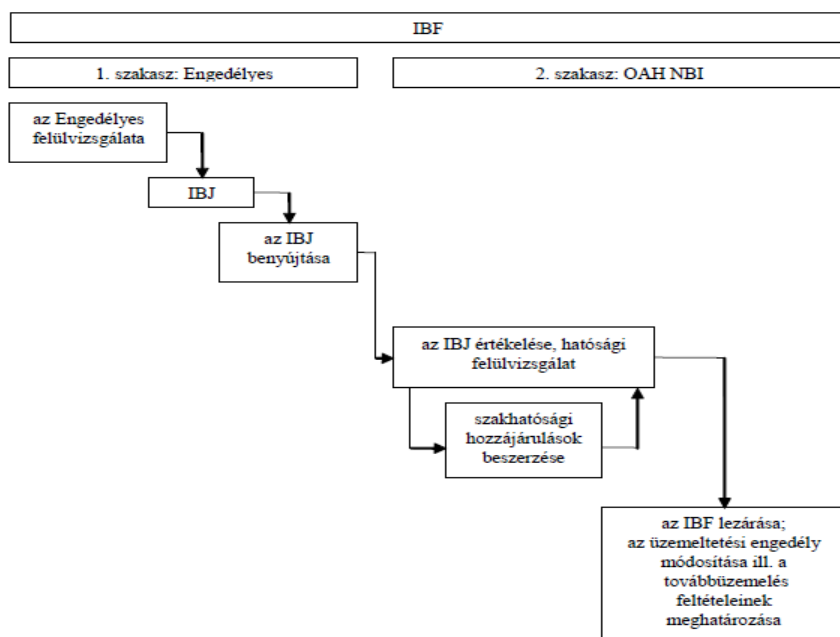 IBF
1. szakasz: Engedélyes
2. szakasz: OAH NBI
az Engedélyes
felülvizsgálata
IBJ
az IBJ
benyújtása
az IBJ értékelése, hatósági
felülvizsgálat
szakhatósági
hozzájárulások
beszerzése
az IBF lezárása;
az üzemeltetési engedély
módosítása ill. a
továbbüzemelés
feltételeinek
meghatározása